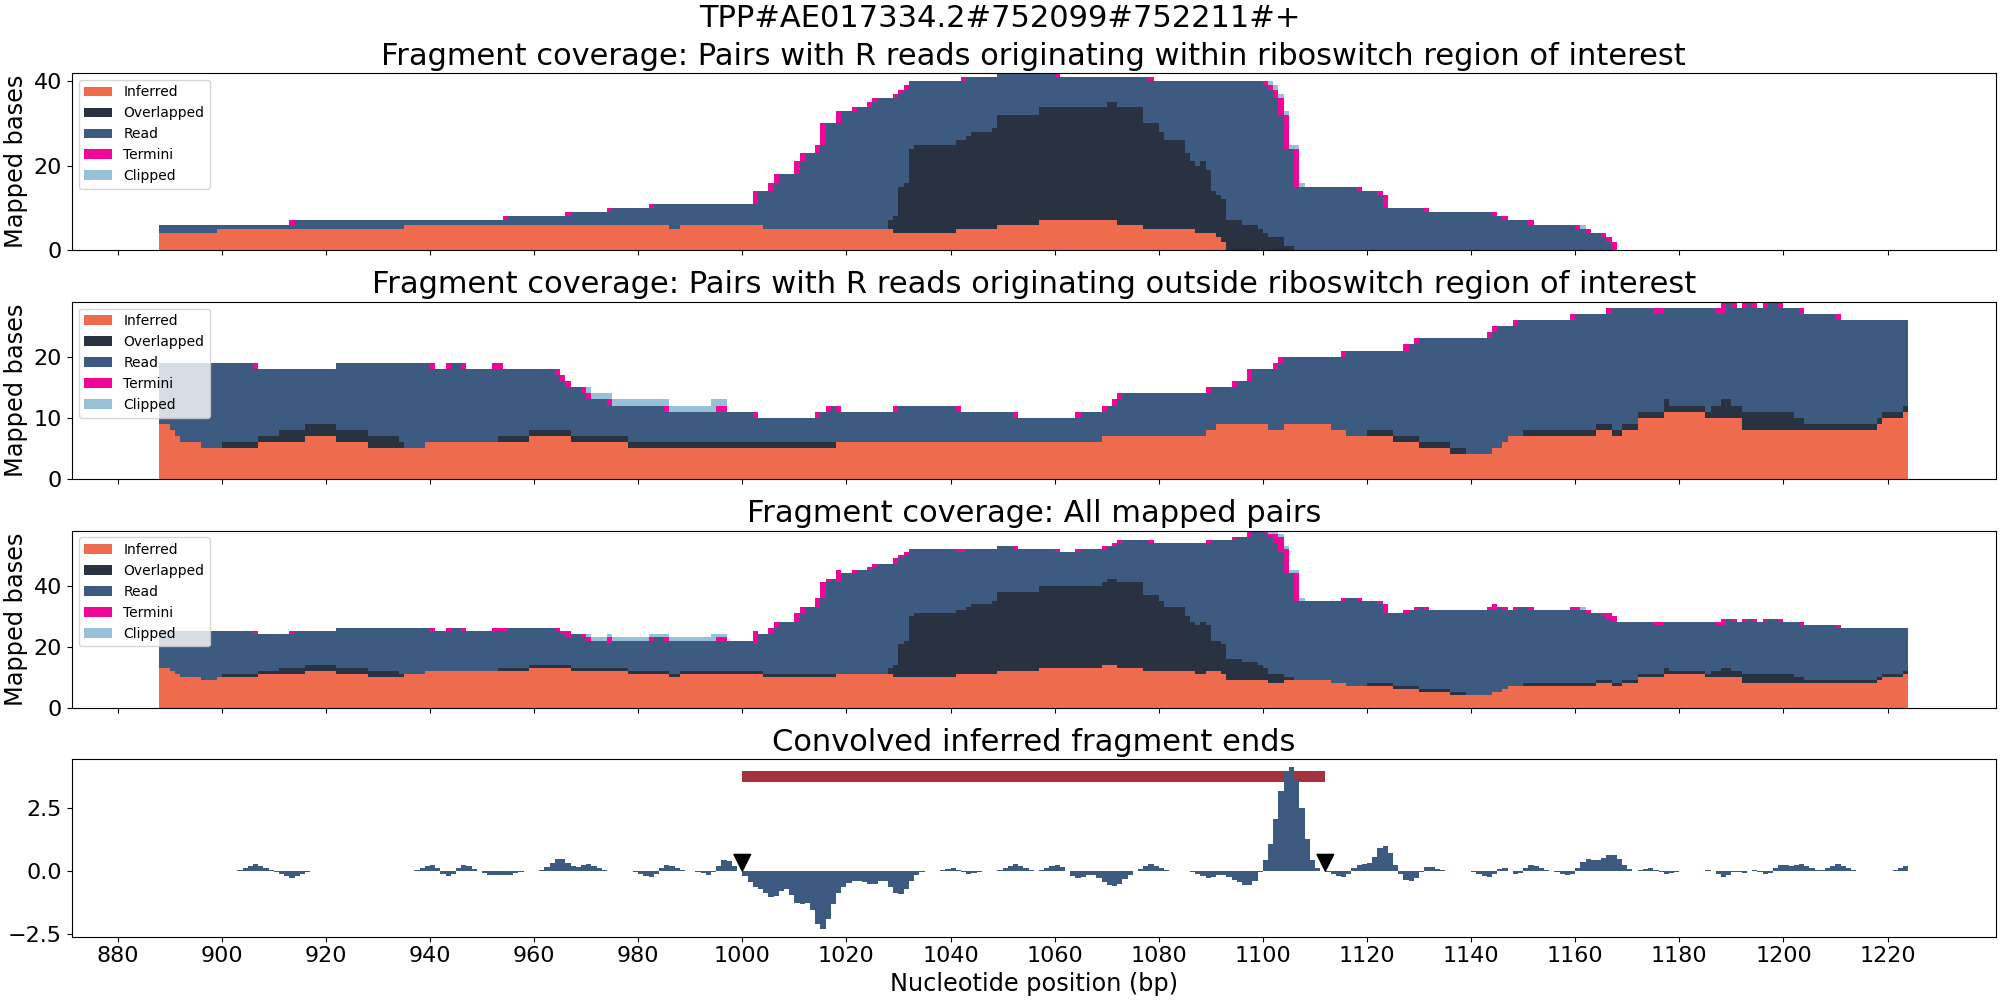 TPP#AE017334.2#752099#752211#+
Fragment coverage: Pairs with R reads originating within riboswitch region of interest
Mapped bases
40
20
0
Inferred
Overlapped
Read
Termini
Clipped
Fragment coverage: Pairs with R reads originating outside riboswitch region of interest
Mapped bases
20
10
0
Inferred
Overlapped
Read
Termini
Clipped
Fragment coverage: All mapped pairs
Mapped bases
40
20
0
Inferred
Overlapped
Read
Termini
Clipped
Convolved inferred fragment ends
2.5
0.0
−2.5
880 900 920 940 960 980 1000 1020 1040 1060 1080 1100 1120 1140 1160 1180 1200 1220
Nucleotide position (bp)